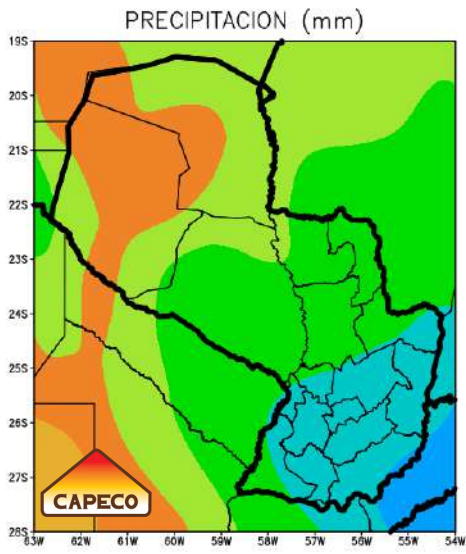 PRECIPITACION (mm)
19S
20S
21S
22S
23S
24S
25S
26S
27S
28S
63W 62W 61W 60W 59W 58W 57W 56W 55W 54W
CAPECO